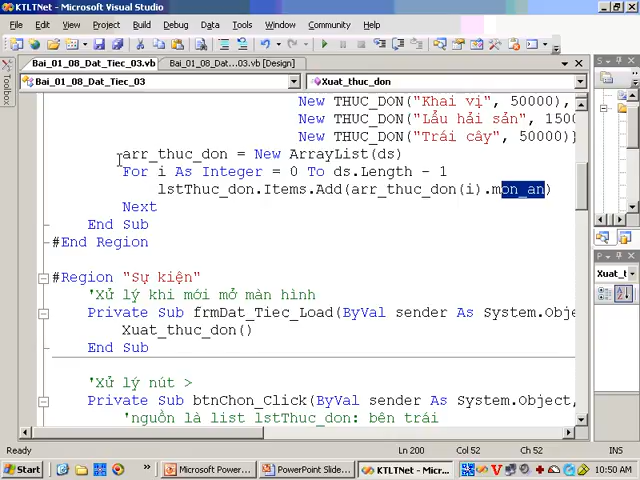 KTLTNet - Microsoft Visual Studio
File Edit View Project Build Debug Data Tools Window Community Help
Bai_01_08_Dat_Tiec_03.vb Bai_01_08_Dat...03.vb [Design]
Bai_01_08_Dat_Tiec_03 Xuat_thuc_don
Toolbox
New THUC_DON("Khai vị", 50000),
New THUC_DON("Lẩu hải sản", 1500
New THUC_DON("Trái cây", 50000)}
arr_thuc_don = New ArrayList(ds)
For i As Integer = 0 To ds.Length - 1
lstThuc_don.Items.Add(arr_thuc_don(i).mon_an)
Next
End Sub
#End Region
#Region "Sự kiện"
'Xử lý khi mới mở màn hình
Private Sub frmDat_Tiec_Load(ByVal sender As System.Obje
Xuat_thuc_don()
End Sub
'Xử lý nút >
Private Sub btnChon_Click(ByVal sender As System.Object,
'nguồn là list lstThuc_don: bên trái
S...
P...
Xuat_t
Ready Ln 200 Col 52 Ch 52 INS
Start Microsoft Power... PowerPoint Slide... KTLTNet - Micr... 10:50 AM